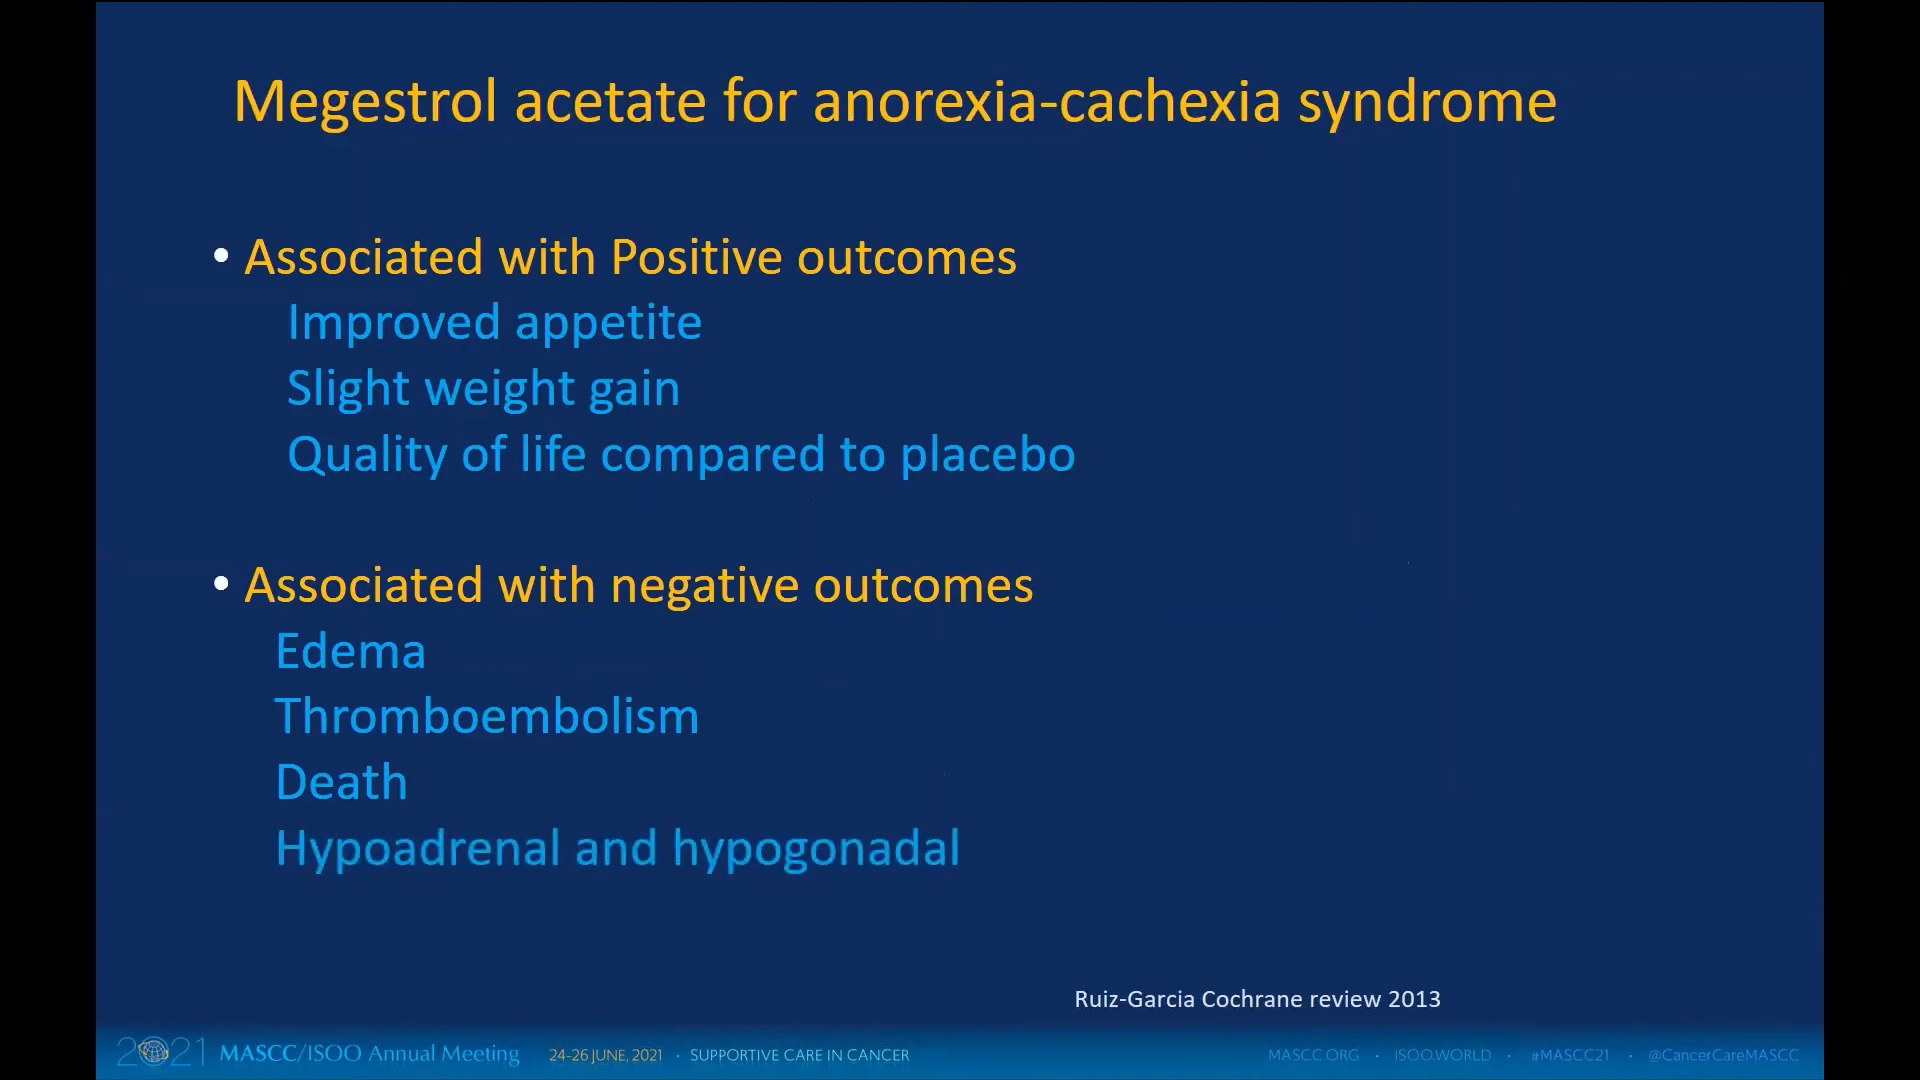 Megestrol acetate for anorexia-cachexia syndrome
• Associated with Positive outcomes
Improved appetite
Slight weight gain
Quality of life compared to placebo
• Associated with negative outcomes
Edema
Thromboembolism
Death
Hypoadrenal and hypogonadal
Ruiz-Garcia Cochrane review 2013
2021 MASCC/ISOO Annual Meeting 24-26 JUNE, 2021 · SUPPORTIVE CARE IN CANCER MASCC.ORG · ISOO.WORLD · #MASCC21 · @CancerCareMASCC